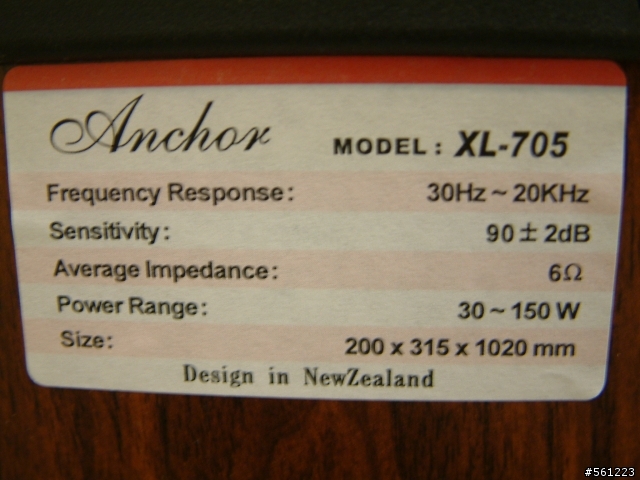 Anchor MODEL: XL-705
Frequency Response: 30Hz ~ 20KHz
Sensitivity: 90 ± 2dB
Average Impedance: 6Ω
Power Range: 30 ~ 150 W
Size: 200 x 315 x 1020 mm
Design in NewZealand
#561223